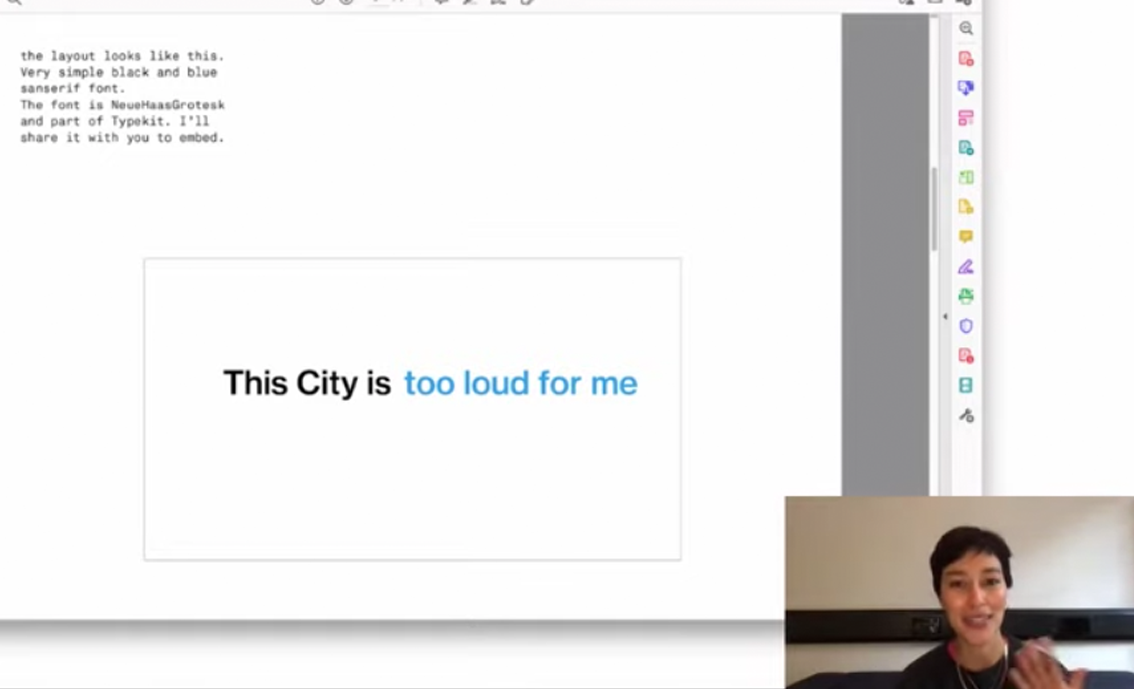 the layout looks like this.
Very simple black and blue
sanserif font.
The font is NeueHaasGrotesk
and part of Typekit. I'll
share it with you to embed.
This City is too loud for me